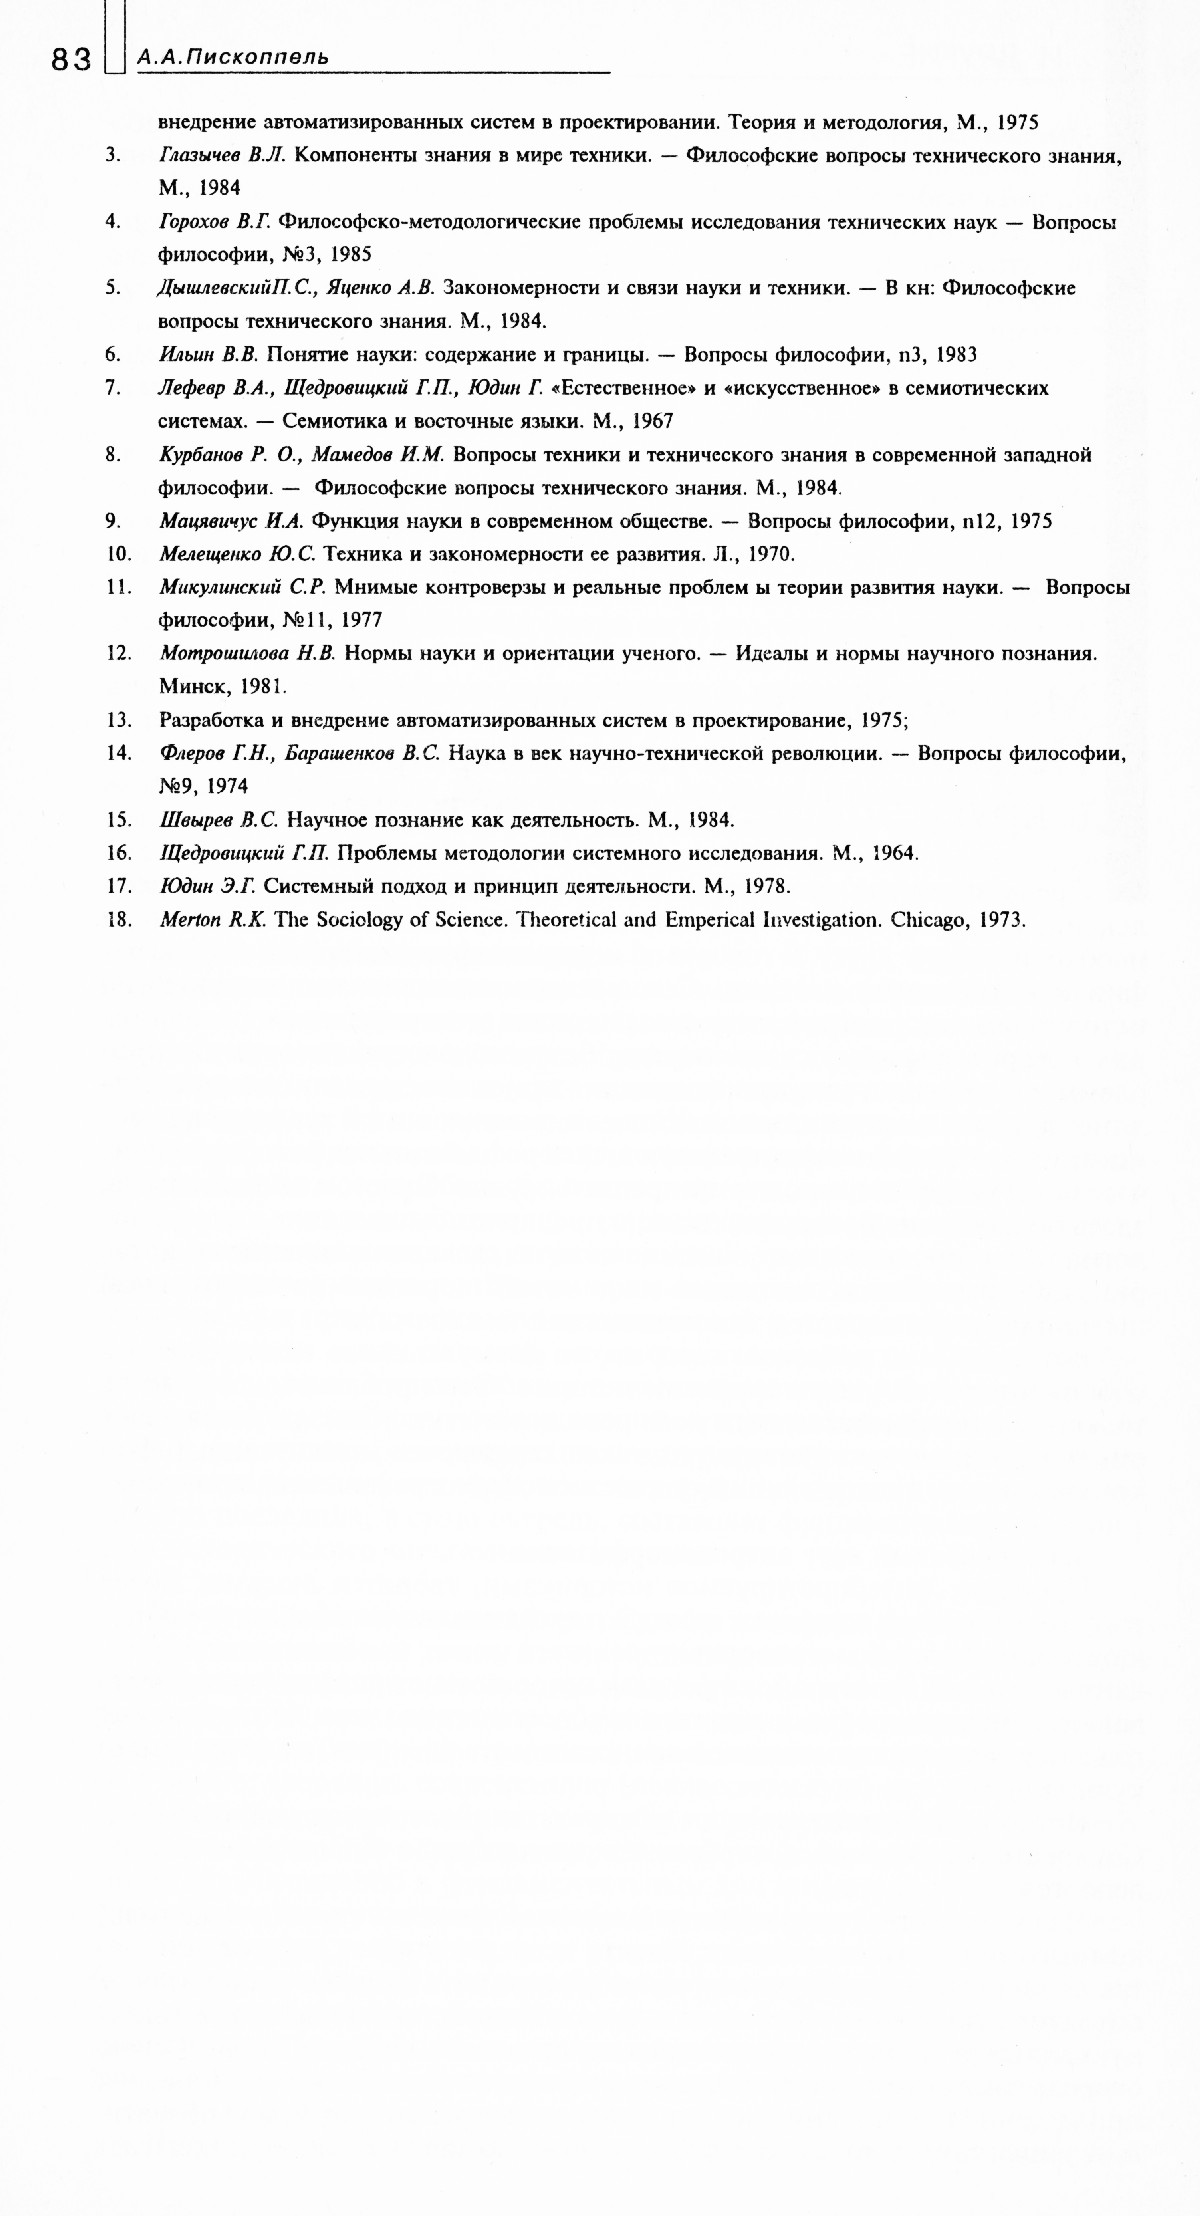 83 А.А.Пископпель
внедрение автоматизированных систем в проектировании. Теория и методология, М., 1975
3. Глазычев В.Л. Компоненты знания в мире техники. — Философские вопросы технического знания,
М., 1984
4. Горохов В.Г. Философско-методологические проблемы исследования технических наук — Вопросы
философии, №3, 1985
5. ДышлевскийП.С., Яценко А.В. Закономерности и связи науки и техники. — В кн: Философские
вопросы технического знания. М., 1984.
6. Ильин В.В. Понятие науки: содержание и границы. — Вопросы философии, n3, 1983
7. Лефевр В.А., Щедровицкий Г.П., Юдин Г. «Естественное» и «искусственное» в семиотических
системах. — Семиотика и восточные языки. М., 1967
8. Курбанов Р. О., Мамедов И.М. Вопросы техники и технического знания в современной западной
философии. — Философские вопросы технического знания. М., 1984.
9. Мацявичус И.А. Функция науки в современном обществе. — Вопросы философии, n12, 1975
10. Мелещенко Ю.С. Техника и закономерности ее развития. Л., 1970.
11. Микулинский С.Р. Мнимые контроверзы и реальные проблем ы теории развития науки. — Вопросы
философии, №11, 1977
12. Мотрошилова Н.В. Нормы науки и ориентации ученого. — Идеалы и нормы научного познания.
Минск, 1981.
13. Разработка и внедрение автоматизированных систем в проектирование, 1975;
14. Флеров Г.Н., Барашенков В.С. Наука в век научно-технической революции. — Вопросы философии,
№9, 1974
15. Швырев В.С. Научное познание как деятельность. М., 1984.
16. Щедровицкий Г.П. Проблемы методологии системного исследования. М., 1964.
17. Юдин Э.Г. Системный подход и принцип деятельности. М., 1978.
18. Merton R.K. The Sociology of Science. Theoretical and Emperical Investigation. Chicago, 1973.